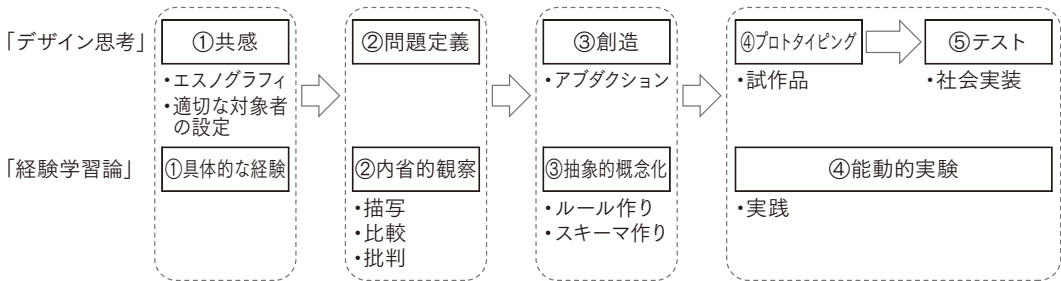 「デザイン思考」
①共感
・エスノグラフィ
・適切な対象者
の設定
②問題定義
③創造
・アブダクション
④プロトタイピング
・試作品
⑤テスト
・社会実装
「経験学習論」
①具体的な経験
②内省的観察
・描写
・比較
・批判
③抽象的概念化
・ルール作り
・スキーマ作り
④能動的実験
・実践